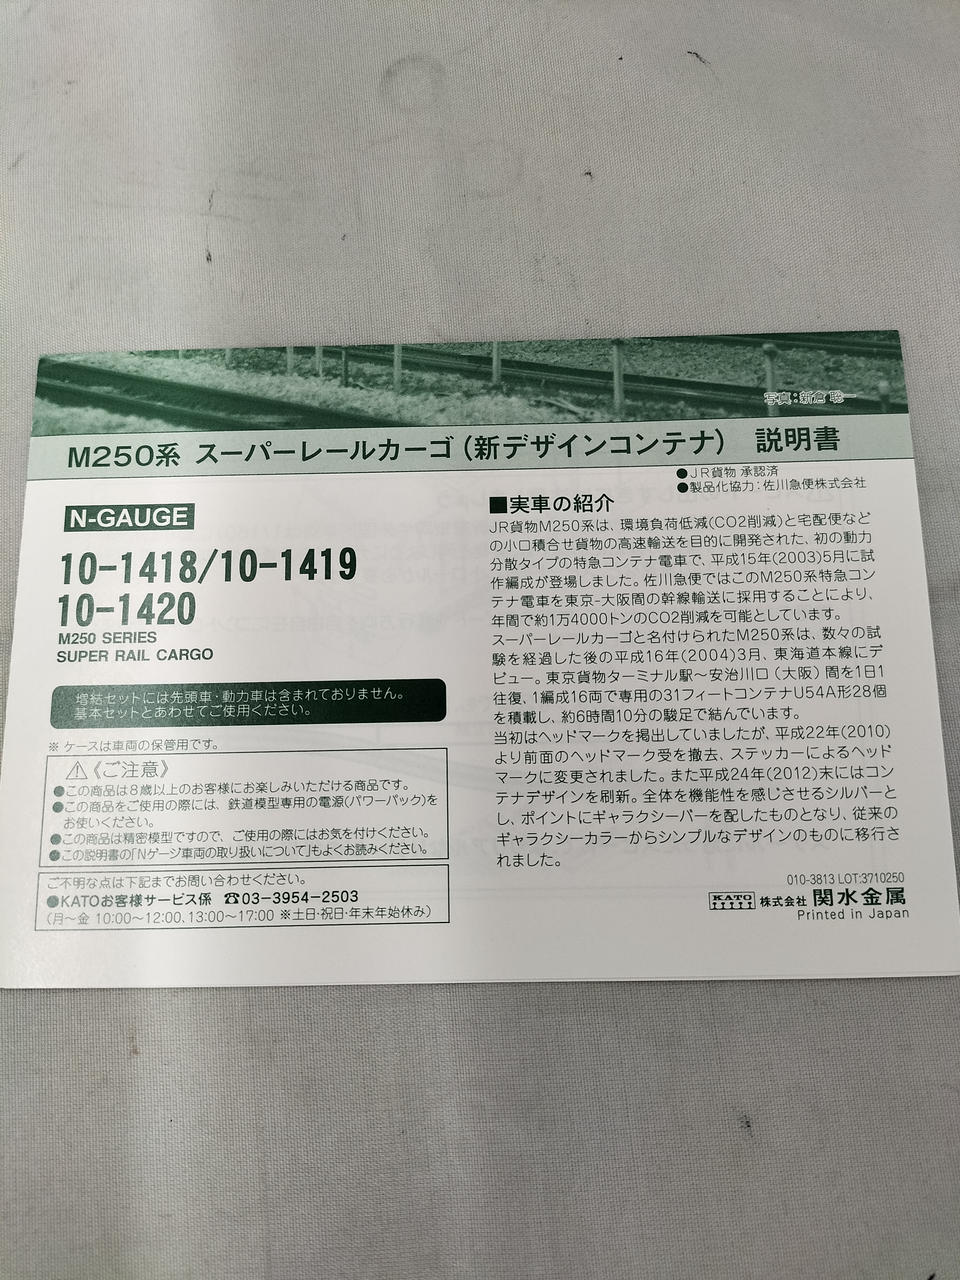 写真：新倉 聡一
M250系 スーパーレールカーゴ（新デザインコンテナ） 説明書
●JR貨物 承認済
●製品化協力：佐川急便株式会社
N-GAUGE
10-1418/10-1419
10-1420
M250 SERIES
SUPER RAIL CARGO
増結セットには先頭車・動力車は含まれておりません。
基本セットとあわせてご使用ください。
※ ケースは車両の保管用です。
⚠《ご注意》
●この商品は8歳以上のお客様にお楽しみいただける商品です。
●この商品をご使用の際には、鉄道模型専用の電源(パワーパック)を
お使いください。
●この商品は精密模型ですので、ご使用の際にはお気を付けください。
●この説明書の「Nゲージ車両の取り扱いについて」もよくお読みください。
ご不明な点は下記までお問い合わせください。
●KATOお客様サービス係 ☎03-3954-2503
(月～金 10:00～12:00、13:00～17:00 ※土日・祝日・年末年始休み)
■実車の紹介
JR貨物M250系は、環境負荷低減(CO2削減)と宅配便など
の小口積合せ貨物の高速輸送を目的に開発された、初の動力
分散タイプの特急コンテナ電車で、平成15年(2003)5月に試
作編成が登場しました。佐川急便ではこのM250系特急コン
テナ電車を東京-大阪間の幹線輸送に採用することにより、
年間で約1万4000トンのCO2削減を可能としています。
スーパーレールカーゴと名付けられたM250系は、数々の試
験を経過した後の平成16年(2004)3月、東海道本線にデ
ビュー。東京貨物ターミナル駅～安治川口（大阪）間を1日1
往復、1編成16両で専用の31フィートコンテナU54A形28個
を積載し、約6時間10分の駿足で結んでいます。
当初はヘッドマークを掲出していましたが、平成22年(2010)
より前面のヘッドマーク受を撤去、ステッカーによるヘッド
マークに変更されました。また平成24年(2012)末にはコン
テナデザインを刷新。全体を機能性を感じさせるシルバーと
し、ポイントにギャラクシーバーを配したものとなり、従来の
ギャラクシーカラーからシンプルなデザインのものに移行さ
れました。
010-3813 LOT:3710250
KATO 株式会社 関水金属
Printed in Japan